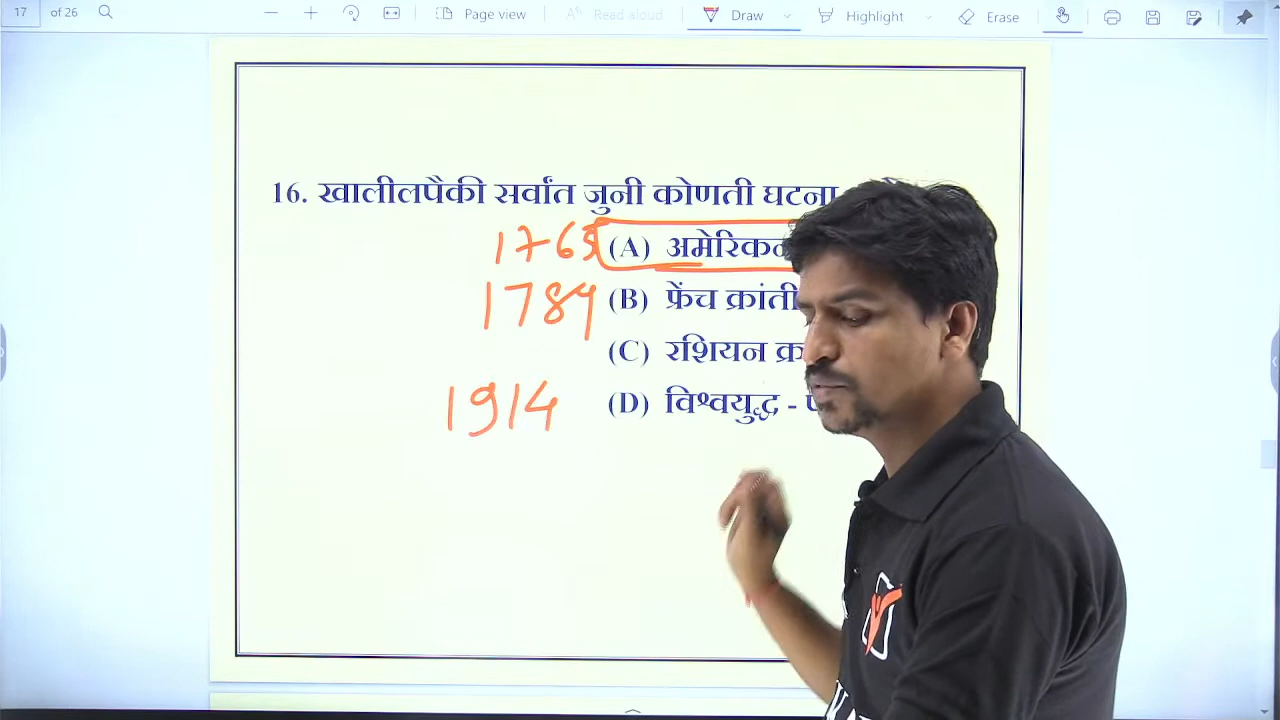 17 of 26 Page view Read aloud Draw Highlight Erase
16. खालीलपैकी सर्वांत जुनी कोणती घटना
1765 (A) अमेरिकन
1789 (B) फ्रेंच क्रांती
(C) रशियन
1914 (D) विश्वयुद्ध -